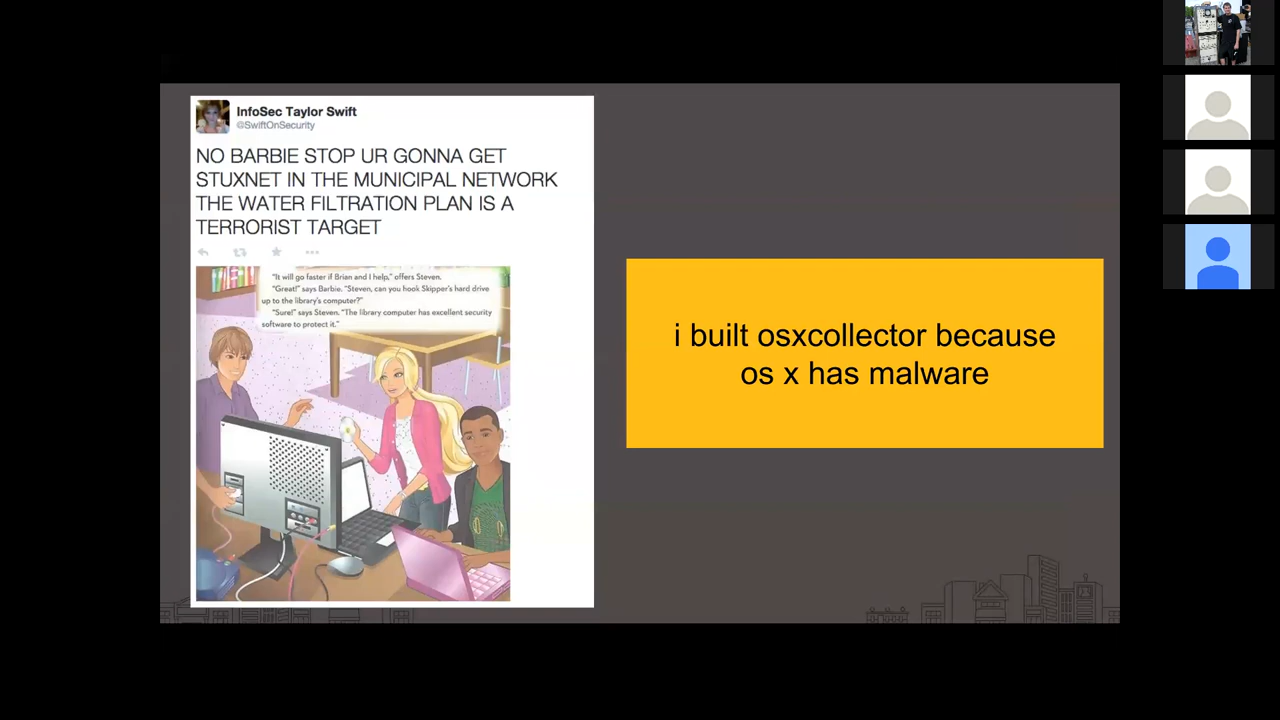 InfoSec Taylor Swift
@SwiftOnSecurity
NO BARBIE STOP UR GONNA GET
STUXNET IN THE MUNICIPAL NETWORK
THE WATER FILTRATION PLAN IS A
TERRORIST TARGET
"It will go faster if Brian and I help," offers Steven.
"Great!" says Barbie. "Steven, can you hook Skipper's hard drive
up to the library's computer?"
"Sure!" says Steven. "The library computer has excellent security
software to protect it."
i built osxcollector because
os x has malware